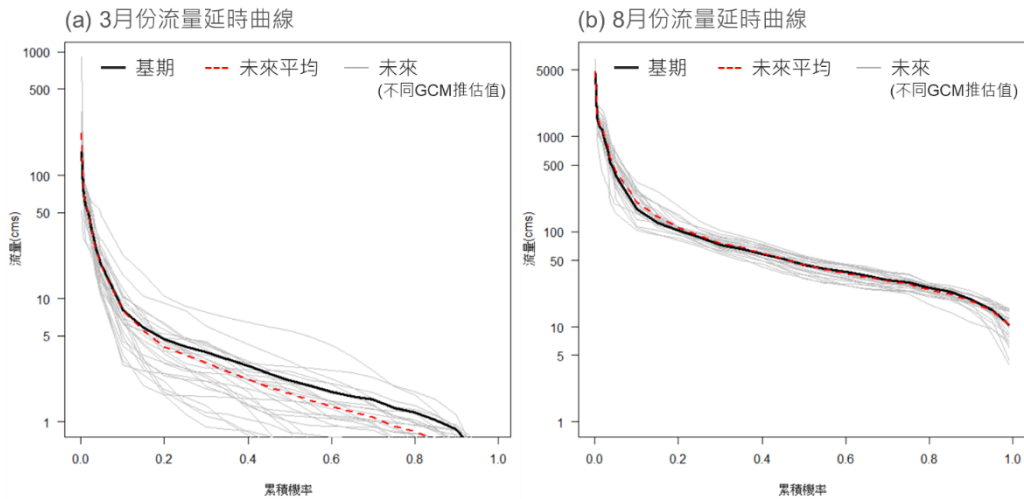 (a) 3月份流量延時曲線
1000
500
100
50
10
5
1
流量(cms)
基期
未來平均
未來
(不同GCM推估值)
0.0 0.2 0.4 0.6 0.8 1.0
累積機率
(b) 8月份流量延時曲線
5000
1000
500
100
50
10
5
1
流量(cms)
基期
未來平均
未來
(不同GCM推估值)
0.0 0.2 0.4 0.6 0.8 1.0
累積機率